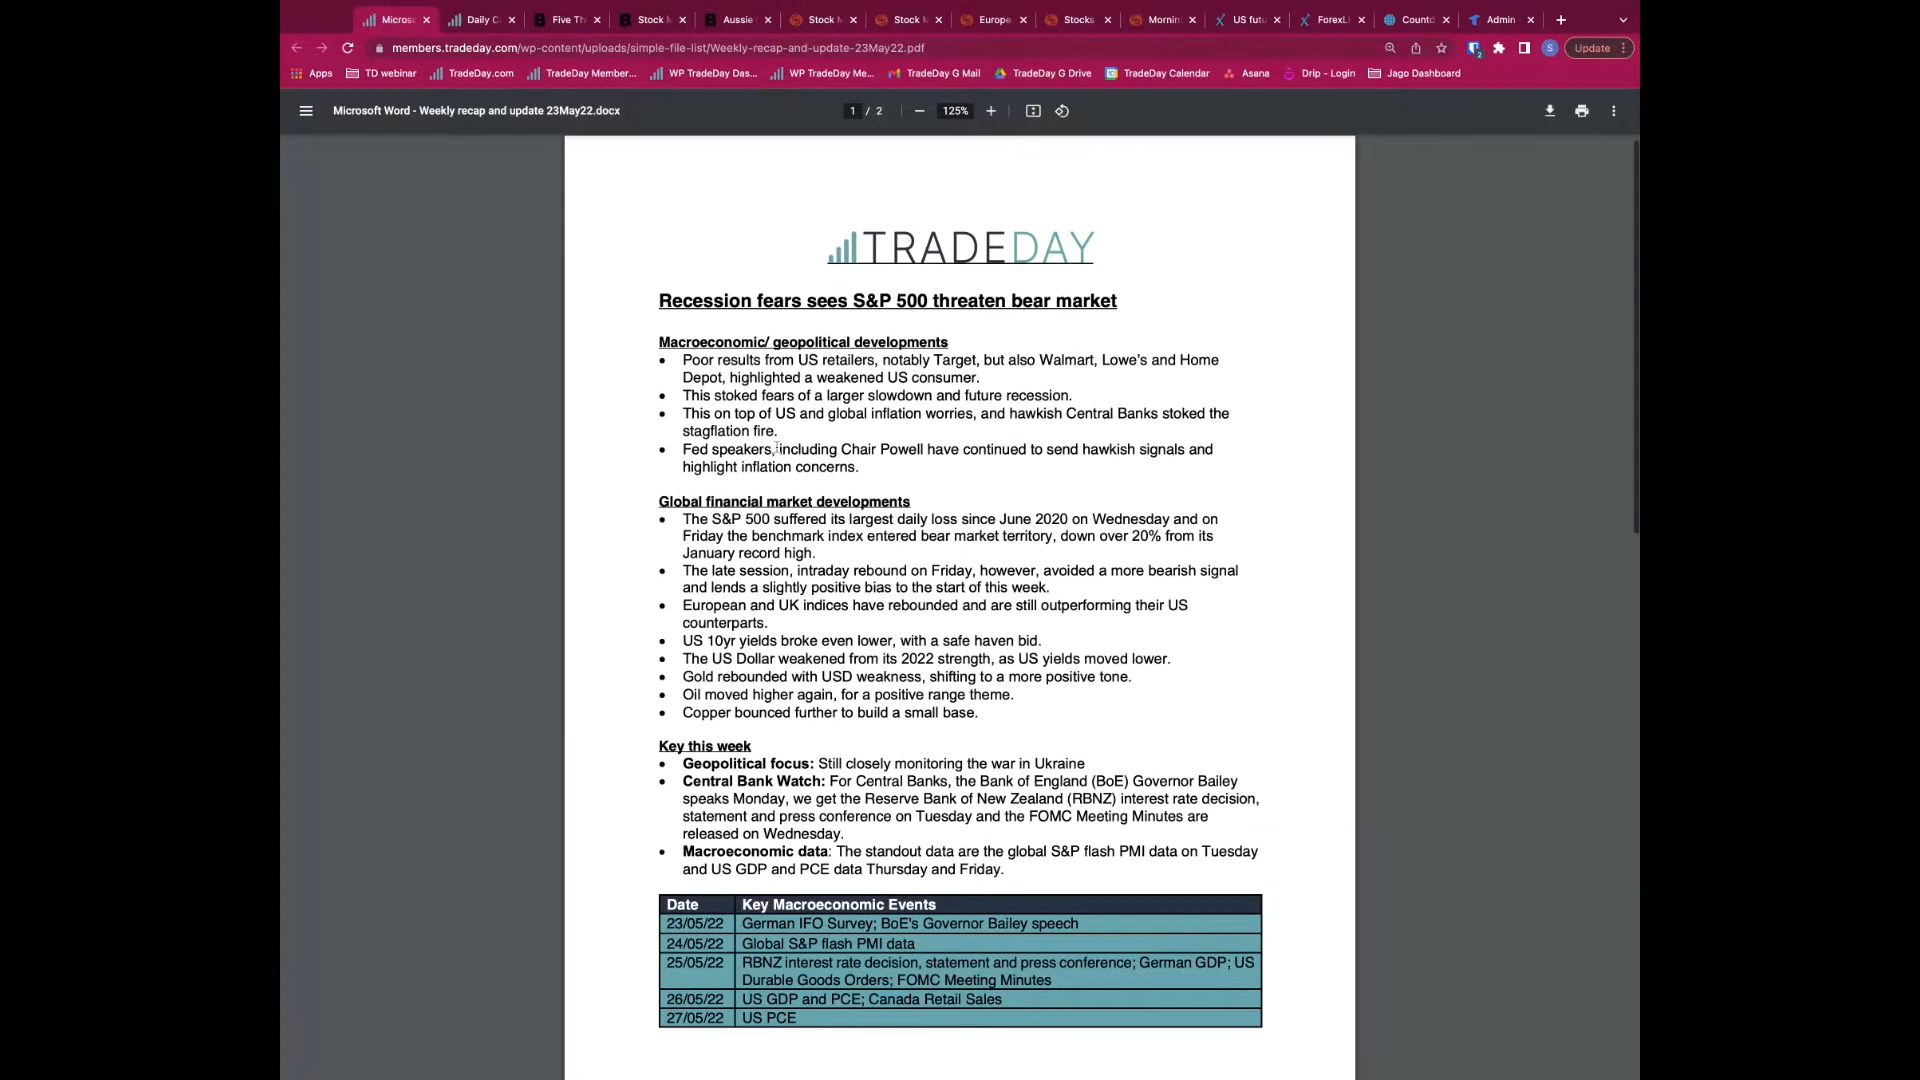 Micros
Daily C
Five Th
Stock M
Aussie
Stock M
Stock M
Europe
Stocks
Mornin
US futu
ForexLi
Countd
Admin
members.tradeday.com/wp-content/uploads/simple-file-list/Weekly-recap-and-update-23May22.pdf
S
Update
Apps
TD webinar
TradeDay.com
TradeDay Member...
WP TradeDay Das...
WP TradeDay Me...
TradeDay G Mail
TradeDay G Drive
TradeDay Calendar
Asana
Drip - Login
Jago Dashboard
Microsoft Word - Weekly recap and update 23May22.docx
1 / 2
125%
TRADEDAY
Recession fears sees S&P 500 threaten bear market
Macroeconomic/ geopolitical developments
• Poor results from US retailers, notably Target, but also Walmart, Lowe's and Home
Depot, highlighted a weakened US consumer.
• This stoked fears of a larger slowdown and future recession.
• This on top of US and global inflation worries, and hawkish Central Banks stoked the
stagflation fire.
• Fed speakers, including Chair Powell have continued to send hawkish signals and
highlight inflation concerns.
Global financial market developments
• The S&P 500 suffered its largest daily loss since June 2020 on Wednesday and on
Friday the benchmark index entered bear market territory, down over 20% from its
January record high.
• The late session, intraday rebound on Friday, however, avoided a more bearish signal
and lends a slightly positive bias to the start of this week.
• European and UK indices have rebounded and are still outperforming their US
counterparts.
• US 10yr yields broke even lower, with a safe haven bid.
• The US Dollar weakened from its 2022 strength, as US yields moved lower.
• Gold rebounded with USD weakness, shifting to a more positive tone.
• Oil moved higher again, for a positive range theme.
• Copper bounced further to build a small base.
Key this week
• Geopolitical focus: Still closely monitoring the war in Ukraine
• Central Bank Watch: For Central Banks, the Bank of England (BoE) Governor Bailey
speaks Monday, we get the Reserve Bank of New Zealand (RBNZ) interest rate decision,
statement and press conference on Tuesday and the FOMC Meeting Minutes are
released on Wednesday.
• Macroeconomic data: The standout data are the global S&P flash PMI data on Tuesday
and US GDP and PCE data Thursday and Friday.
Date Key Macroeconomic Events
23/05/22 German IFO Survey; BoE's Governor Bailey speech
24/05/22 Global S&P flash PMI data
25/05/22 RBNZ interest rate decision, statement and press conference; German GDP; US
Durable Goods Orders; FOMC Meeting Minutes
26/05/22 US GDP and PCE; Canada Retail Sales
27/05/22 US PCE